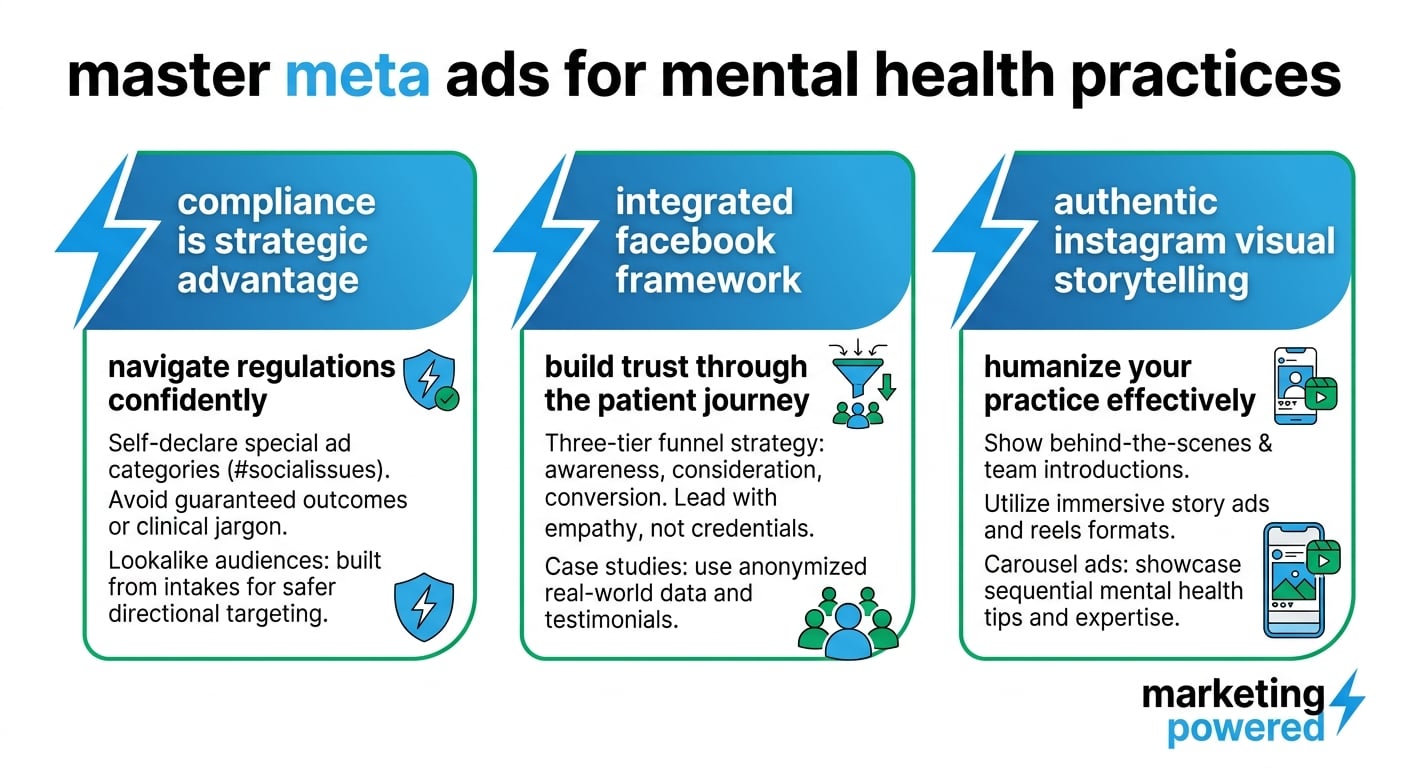 master meta ads for mental health practices
compliance
is strategic
advantage
navigate regulations
confidently
Self-declare special ad
categories (#socialissues).
Avoid guaranteed outcomes
or clinical jargon.
Lookalike audiences: built
from intakes for safer
directional targeting.
integrated
facebook
framework
build trust through
the patient journey
Three-tier funnel strategy:
awareness, consideration,
conversion. Lead with
empathy, not credentials.
Case studies: use anonymized
real-world data and
testimonials.
authentic
instagram visual
storytelling
humanize your
practice effectively
Show behind-the-scenes &
team introductions.
Utilize immersive story ads
and reels formats.
Carousel ads: showcase
sequential mental health
tips and expertise.
marketing
powered